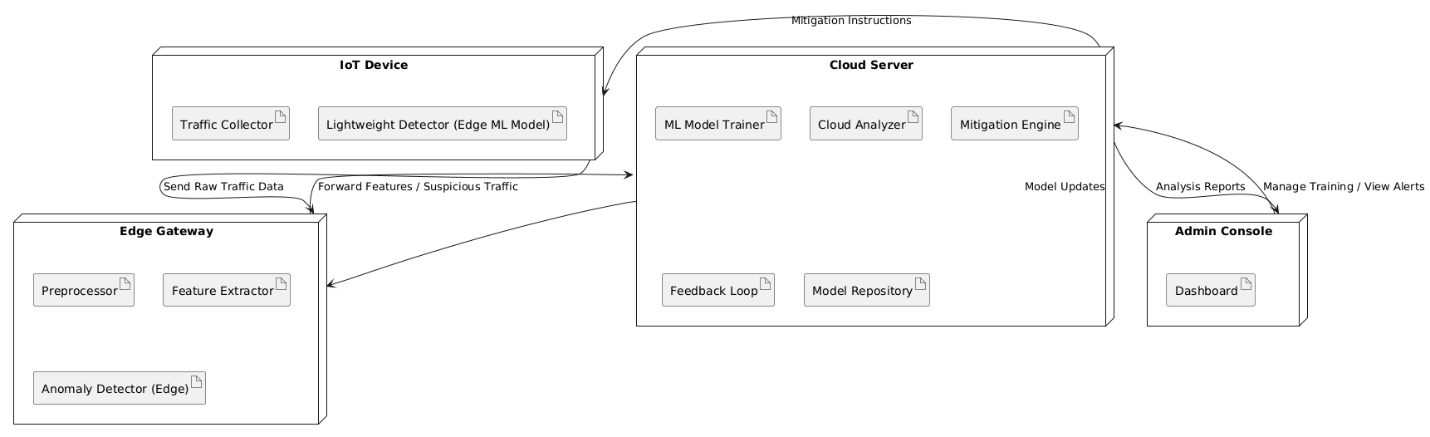 Mitigation Instructions
IoT Device
Traffic Collector
Lightweight Detector (Edge ML Model)
Cloud Server
ML Model Trainer
Cloud Analyzer
Mitigation Engine
Send Raw Traffic Data
Forward Features / Suspicious Traffic
Model Updates
Analysis Reports
Manage Training / View Alerts
Edge Gateway
Preprocessor
Feature Extractor
Anomaly Detector (Edge)
Feedback Loop
Model Repository
Admin Console
Dashboard